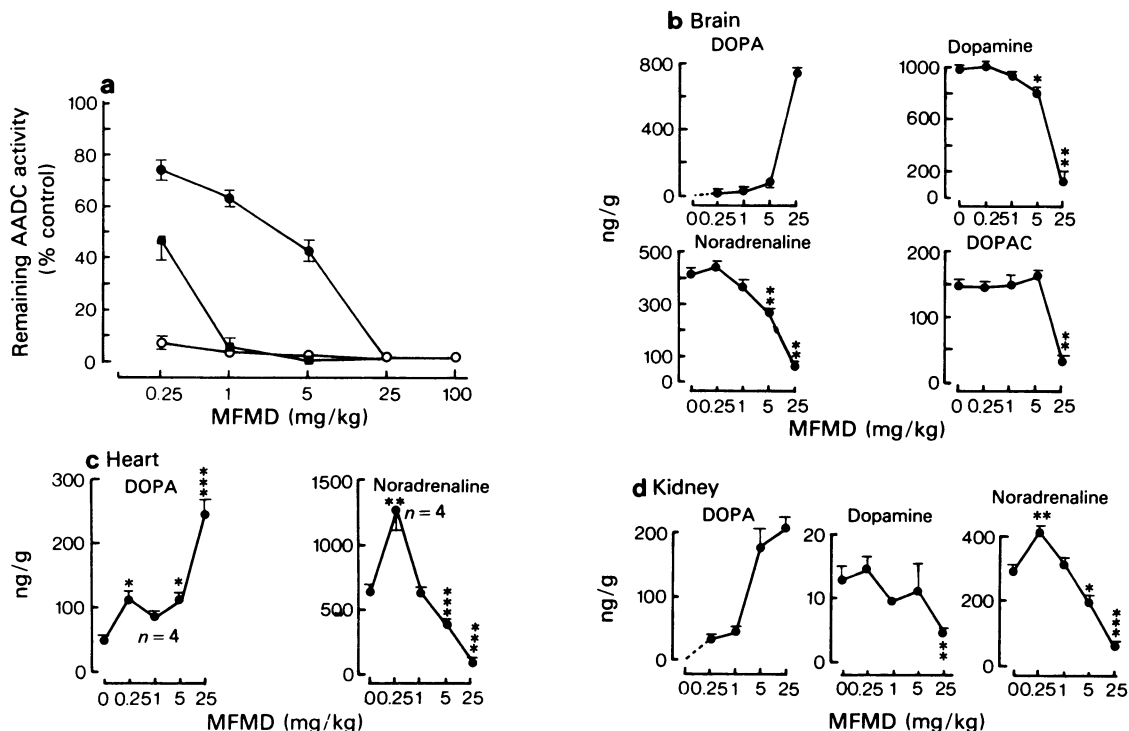 a
Remaining AADC activity
(% control)
100
80
60
40
20
0
0.25 1 5 25 100
MFMD (mg/kg)
b Brain
ng/g
DOPA
800
400
0
0 0.25 1 5 25
Dopamine
1000
800
600
400
200
0
*
**
0 0.25 1 5 25
Noradrenaline
500
300
100
0
**
**
0 0.25 1 5 25
DOPAC
200
100
0
**
0 0.25 1 5 25
MFMD (mg/kg)
c Heart
ng/g
DOPA
300
200
100
0
*
n = 4
*
***
0 0.25 1 5 25
Noradrenaline
1500
1000
500
0
**
n = 4
***
***
0 0.25 1 5 25
MFMD (mg/kg)
d Kidney
ng/g
DOPA
200
100
0
0 0.25 1 5 25
Dopamine
20
10
0
**
0 0.25 1 5 25
Noradrenaline
400
200
0
**
*
***
0 0.25 1 5 25
MFMD (mg/kg)